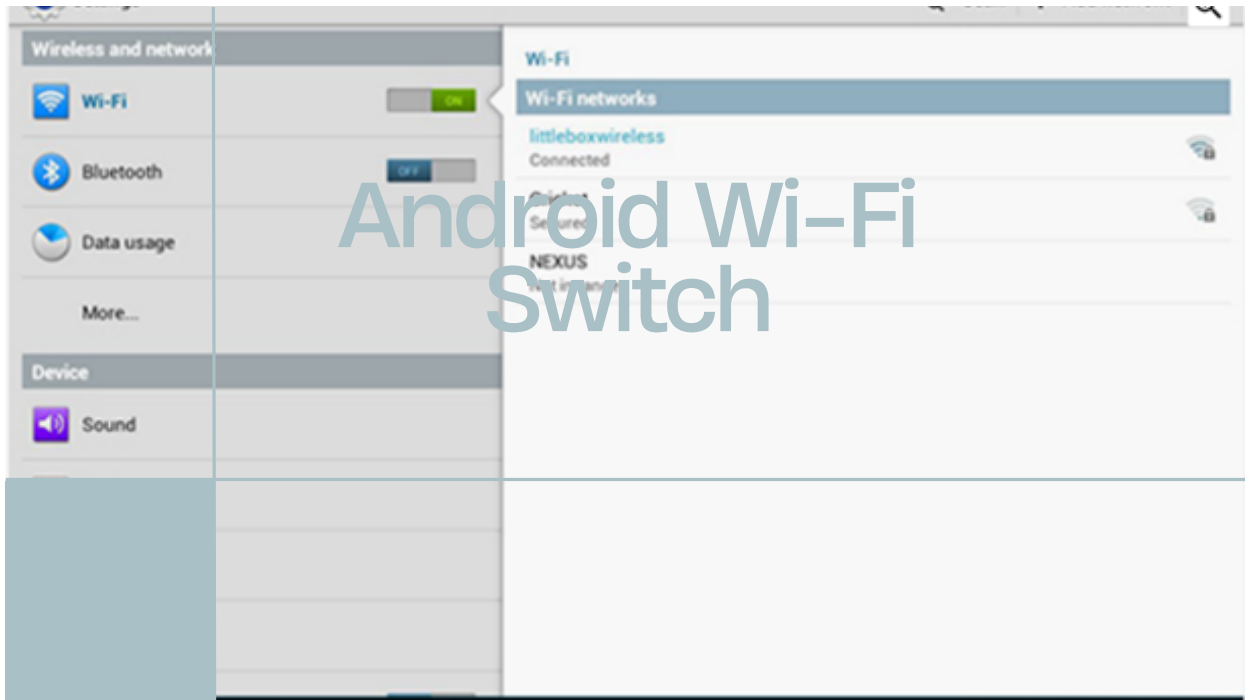 Wireless and network
Wi-Fi
ON
Bluetooth
OFF
Data usage
More...
Device
Sound
Wi-Fi
Wi-Fi networks
littleboxwireless
Connected
Secured
NEXUS
Android Wi-Fi
Switch